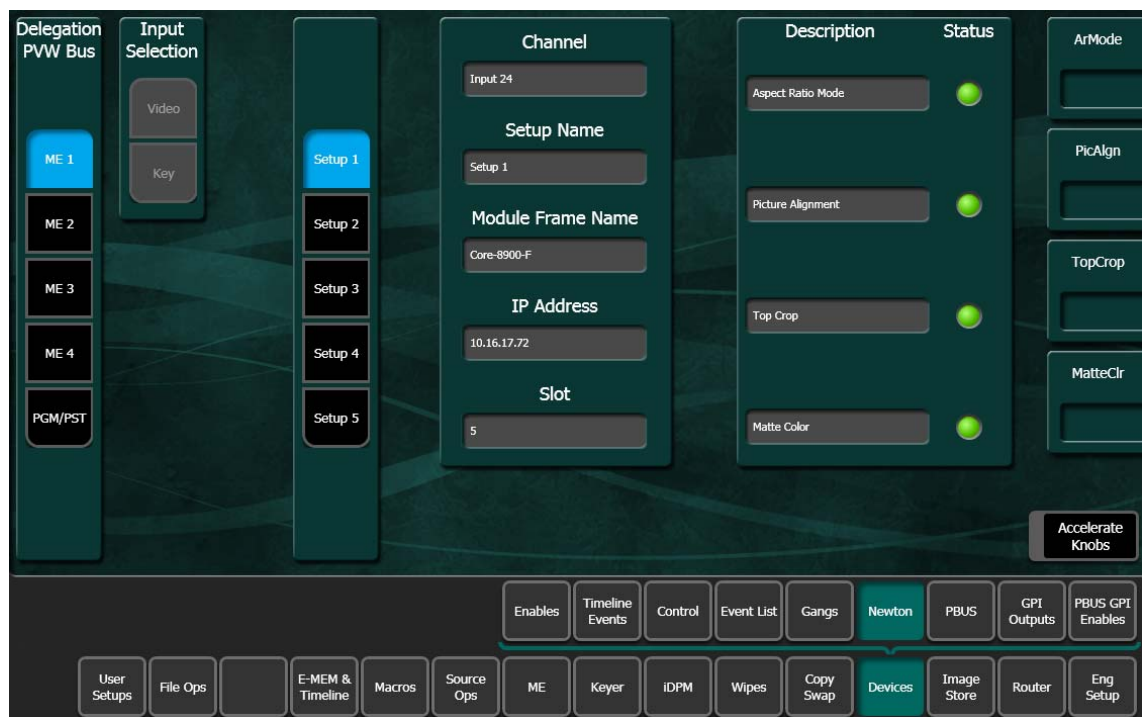 Delegation
PVW Bus
ME 1
ME 2
ME 3
ME 4
PGM/PST
Input
Selection
Video
Key
Setup 1
Setup 2
Setup 3
Setup 4
Setup 5
Channel
Input 24
Setup Name
Setup 1
Module Frame Name
Core-8900-F
IP Address
10.16.17.72
Slot
5
Description
Status
Aspect Ratio Mode
Picture Alignment
Top Crop
Matte Color
ArMode
PicAlgn
TopCrop
MatteClr
Accelerate
Knobs
Enables
Timeline
Events
Control
Event List
Gangs
Newton
PBUS
GPI
Outputs
PBUS GPI
Enables
User
Setups
File Ops
E-MEM &
Timeline
Macros
Source
Ops
ME
Keyer
iDPM
Wipes
Copy
Swap
Devices
Image
Store
Router
Eng
Setup